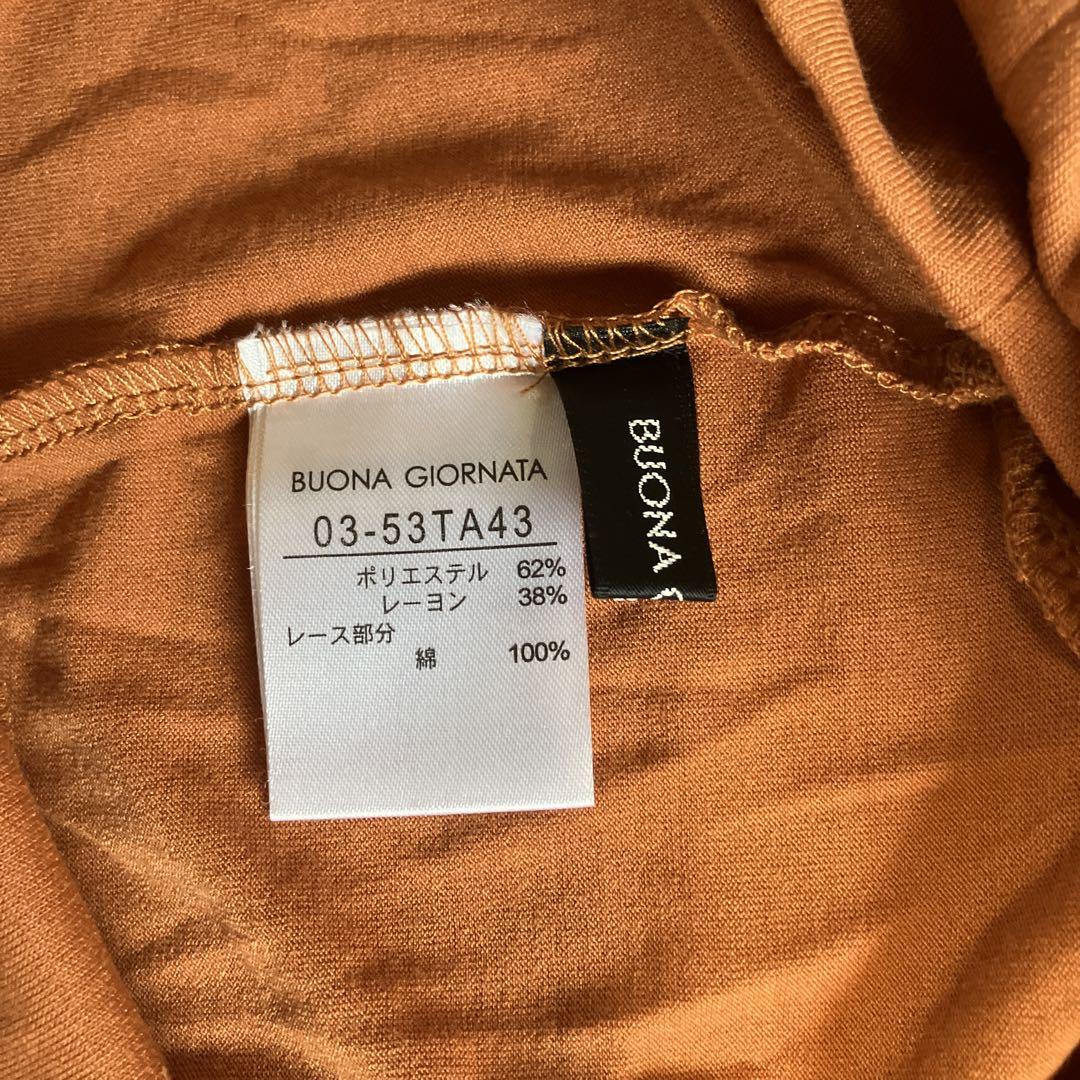 BUONA GIORNATA
03-53TA43
ポリエステル 62%
レーヨン 38%
レース部分
綿 100%
BUONA